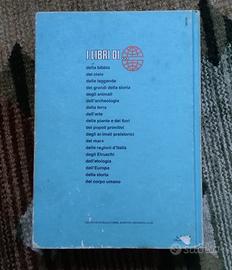 I LIBRI DI
della bibbia
del cielo
delle leggende
dei grandi della storia
degli animali
dell'archeologia
della terra
dell'arte
delle piante e dei fiori
dei popoli primitivi
degli animali preistorici
del mare
delle regioni d'Italia
degli Etruschi
dell'etologia
dell'Europa
della storia
del corpo umano
Subito